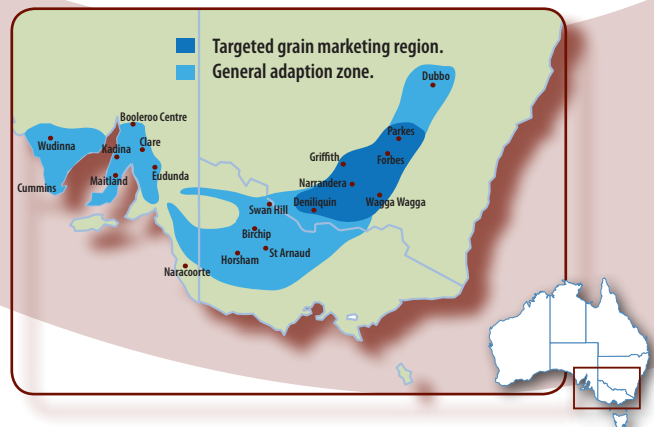 Targeted grain marketing region.
General adaption zone.
Dubbo
Booleroo Centre
Parkes
Wudinna
Kadina
Clare
Griffith
Forbes
Cummins
Maitland
Eudunda
Narrandera
Swan Hill
Deniliquin
Wagga Wagga
Birchip
Horsham
St Arnaud
Naracoorte